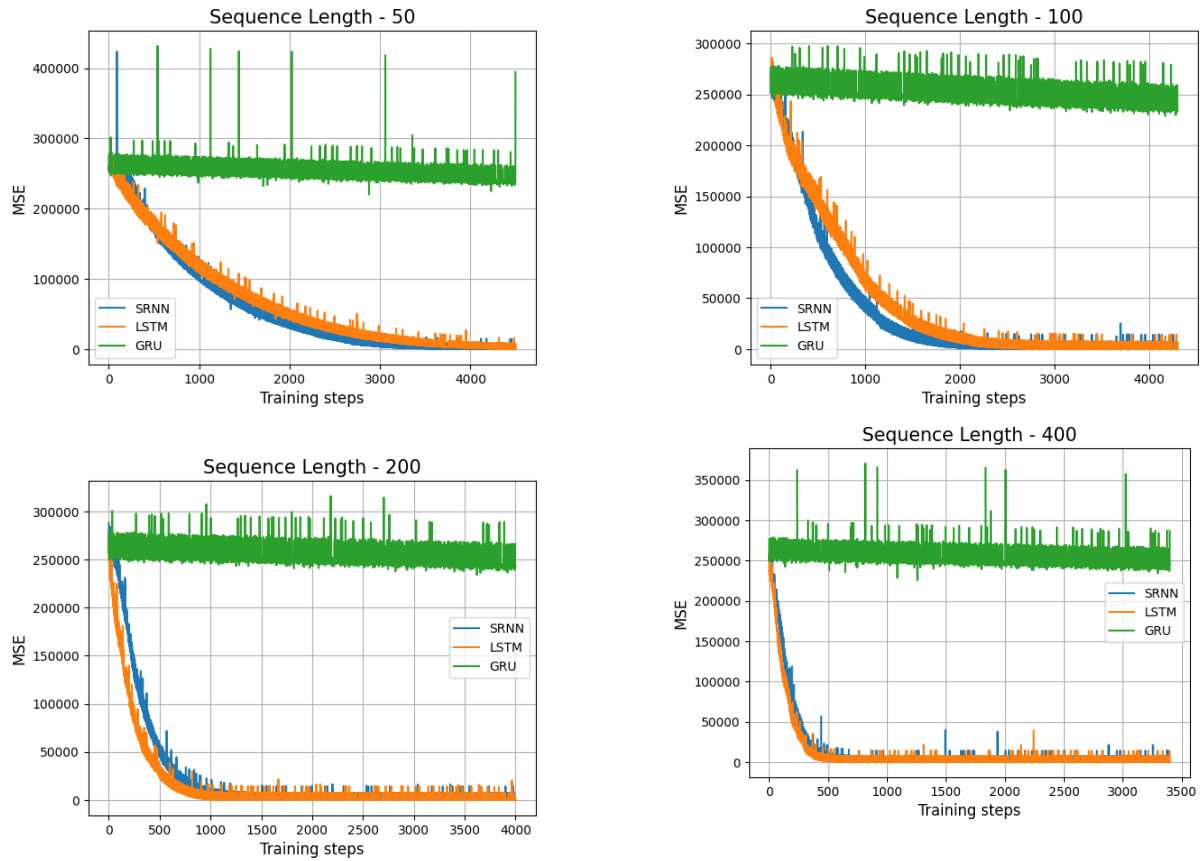 Sequence Length - 50
MSE
400000
300000
200000
100000
0
SRNN
LSTM
GRU
0 1000 2000 3000 4000
Training steps
Sequence Length - 100
MSE
300000
250000
200000
150000
100000
50000
0
SRNN
LSTM
GRU
0 1000 2000 3000 4000
Training steps
Sequence Length - 200
MSE
300000
250000
200000
150000
100000
50000
0
SRNN
LSTM
GRU
0 500 1000 1500 2000 2500 3000 3500 4000
Training steps
Sequence Length - 400
MSE
350000
300000
250000
200000
150000
100000
50000
0
SRNN
LSTM
GRU
0 500 1000 1500 2000 2500 3000 3500
Training steps